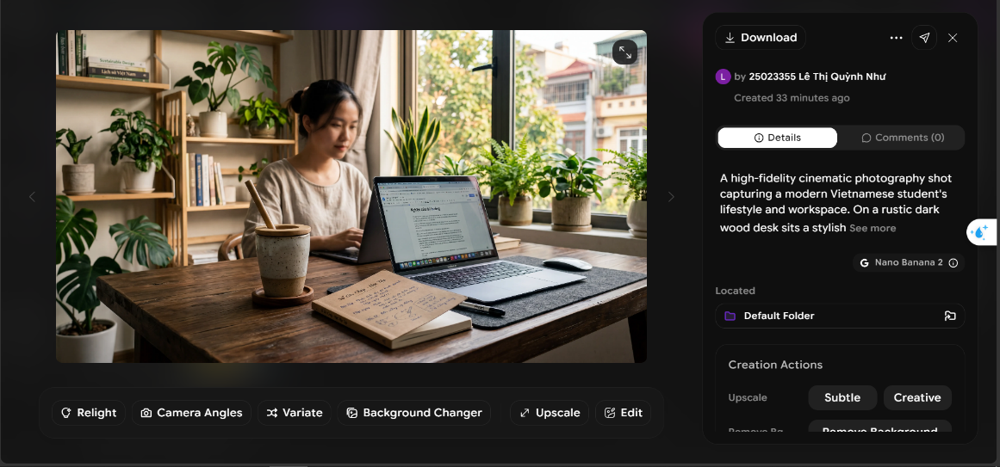 Sustainable Design
Lịch sử Việt Nam
Download
L
by 25023355 Lê Thị Quỳnh Như
Created 33 minutes ago
Details
Comments (0)
A high-fidelity cinematic photography shot
capturing a modern Vietnamese student's
lifestyle and workspace. On a rustic dark
wood desk sits a stylish See more
G Nano Banana 2
Located
Default Folder
Creation Actions
Upscale
Subtle
Creative
Remove Bg
Remove Background
Relight
Camera Angles
Variate
Background Changer
Upscale
Edit